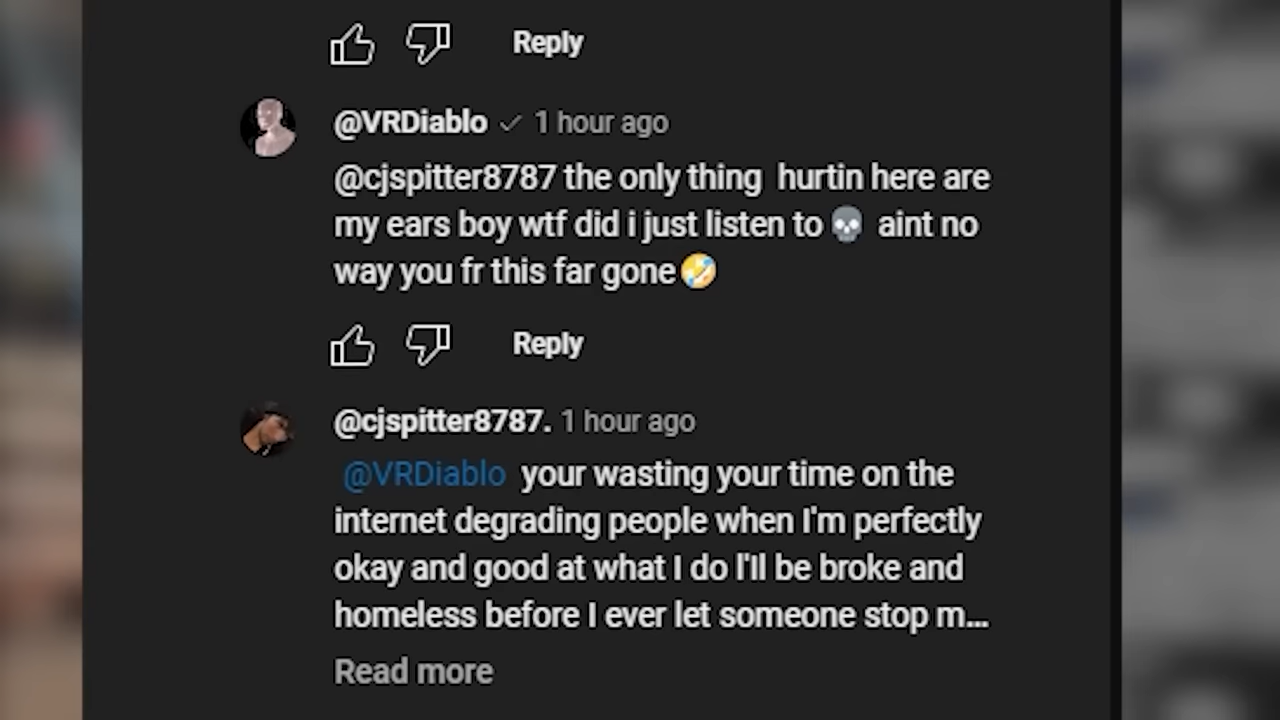 Reply
@VRDiablo ✓ 1 hour ago
@cjspitter8787 the only thing hurtin here are
my ears boy wtf did i just listen to 💀 aint no
way you fr this far gone🤣
Reply
@cjspitter8787. 1 hour ago
@VRDiablo your wasting your time on the
internet degrading people when I'm perfectly
okay and good at what I do I'll be broke and
homeless before I ever let someone stop m...
Read more